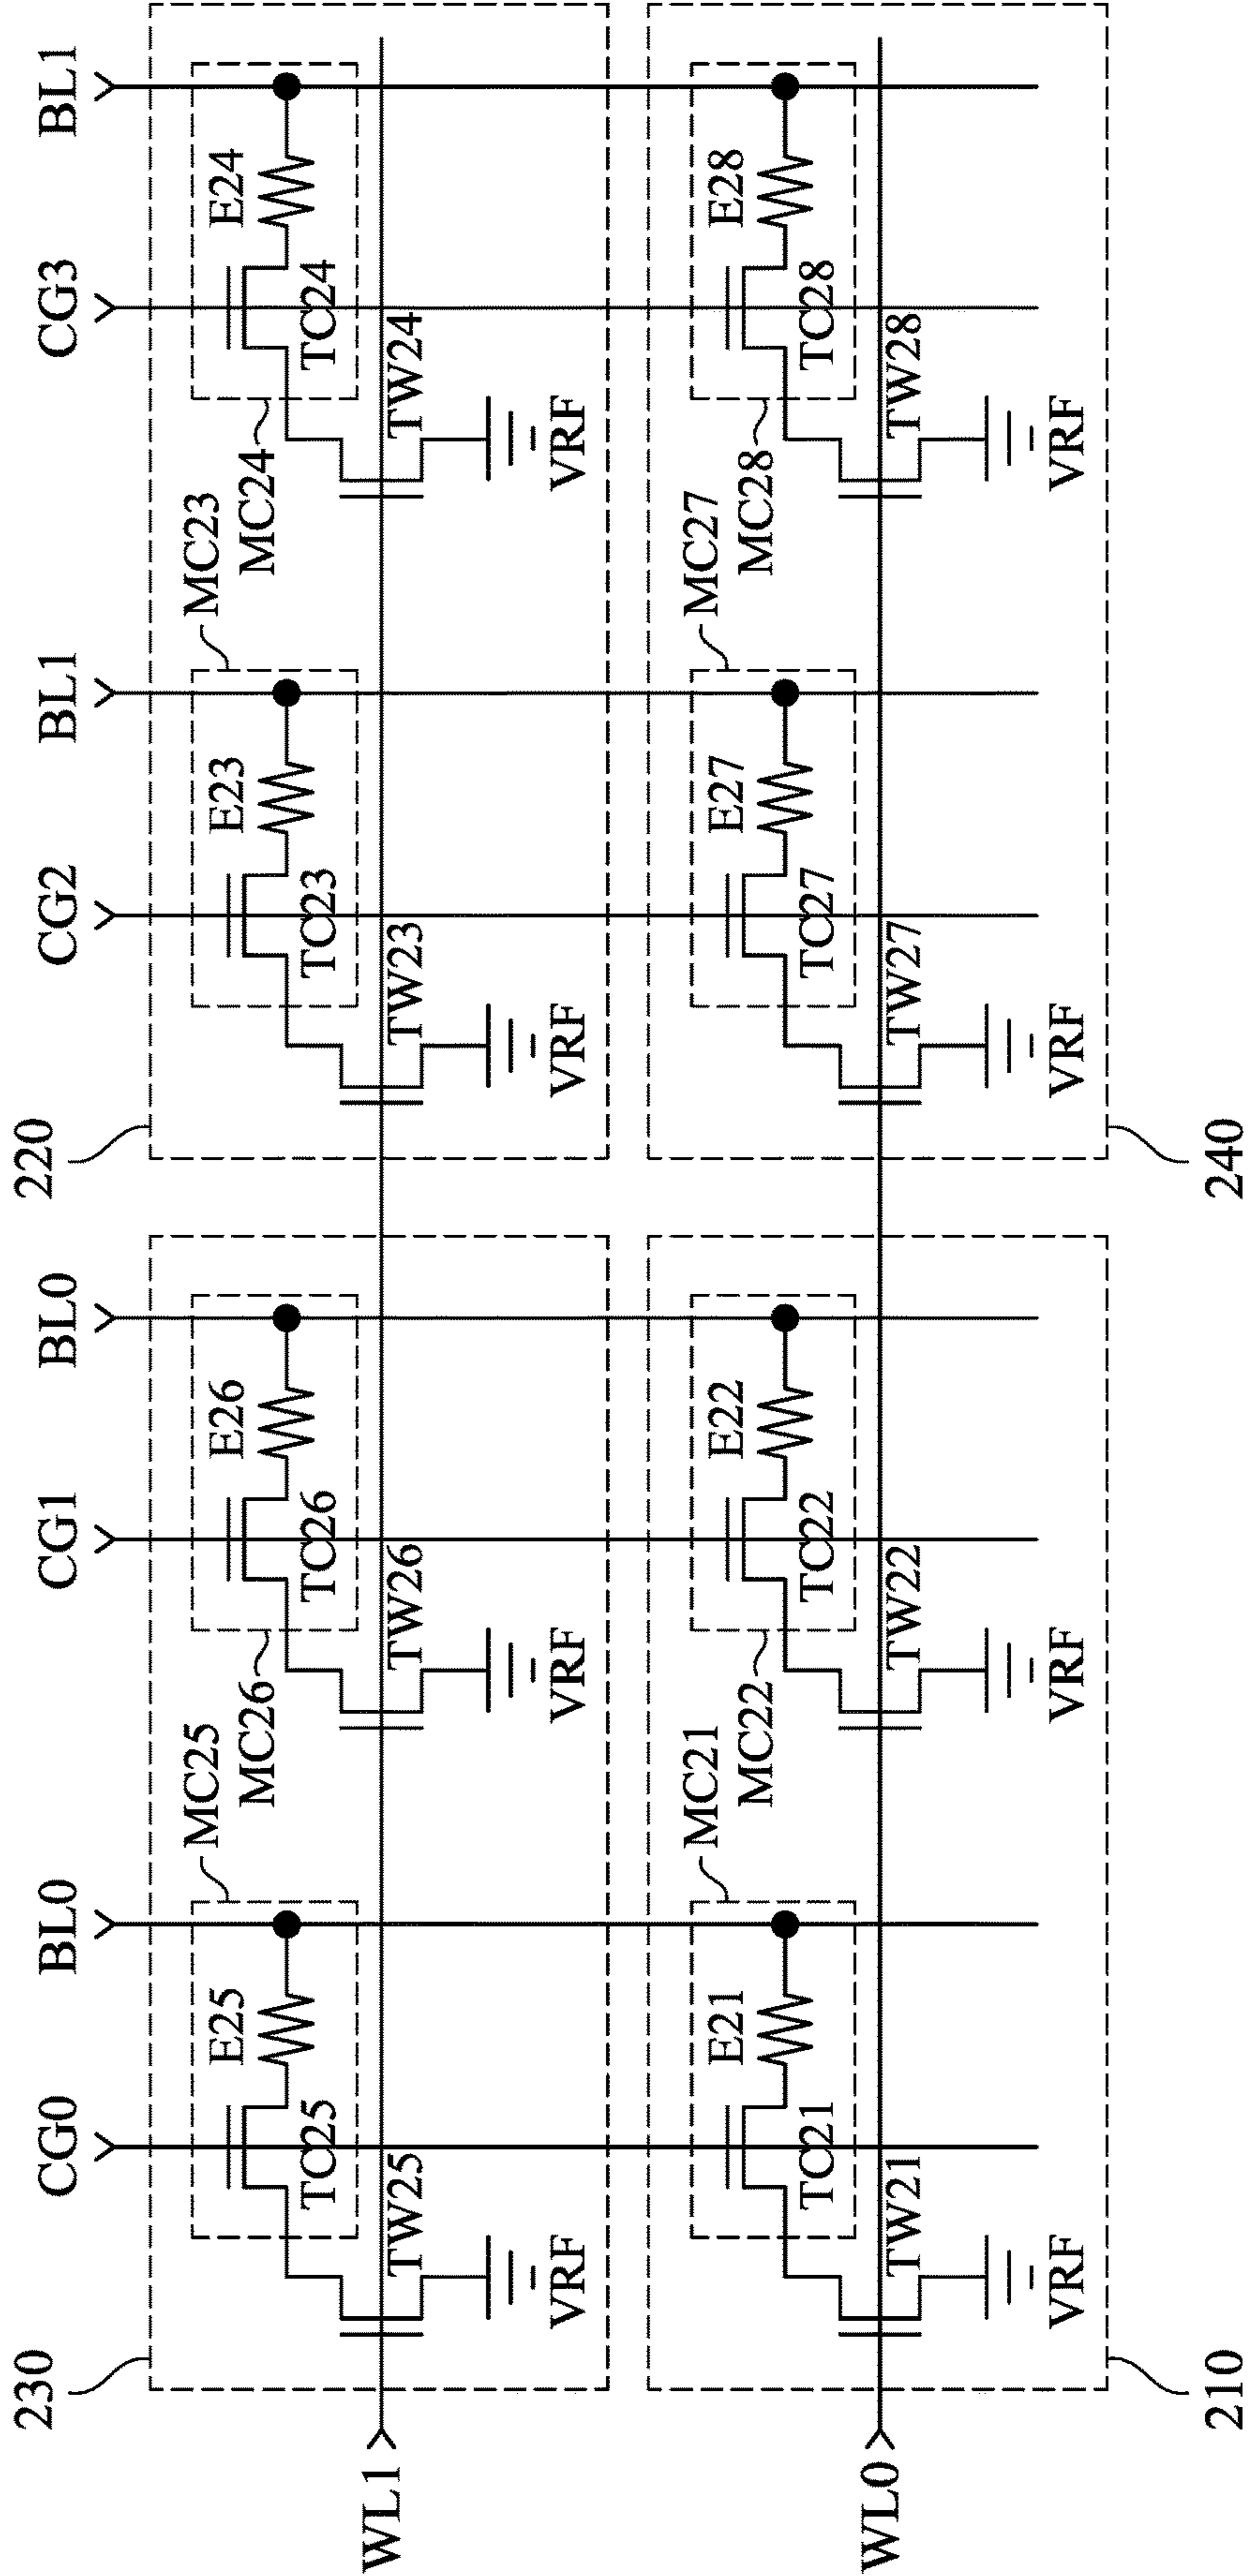 CG0 BL0 CG1 BL0 CG2 BL1 CG3 BL1
230 220
MC25 MC23
E25 MC26 E26 E23 MC24 E24
TC25 TC26 TC23 TC24
WL1
TW25 TW26 TW23 TW24
VRF VRF VRF VRF
MC21 MC27
E21 MC22 E22 E27 MC28 E28
TC21 TC22 TC27 TC28
WL0
TW21 TW22 TW27 TW28
VRF VRF VRF VRF
210 240